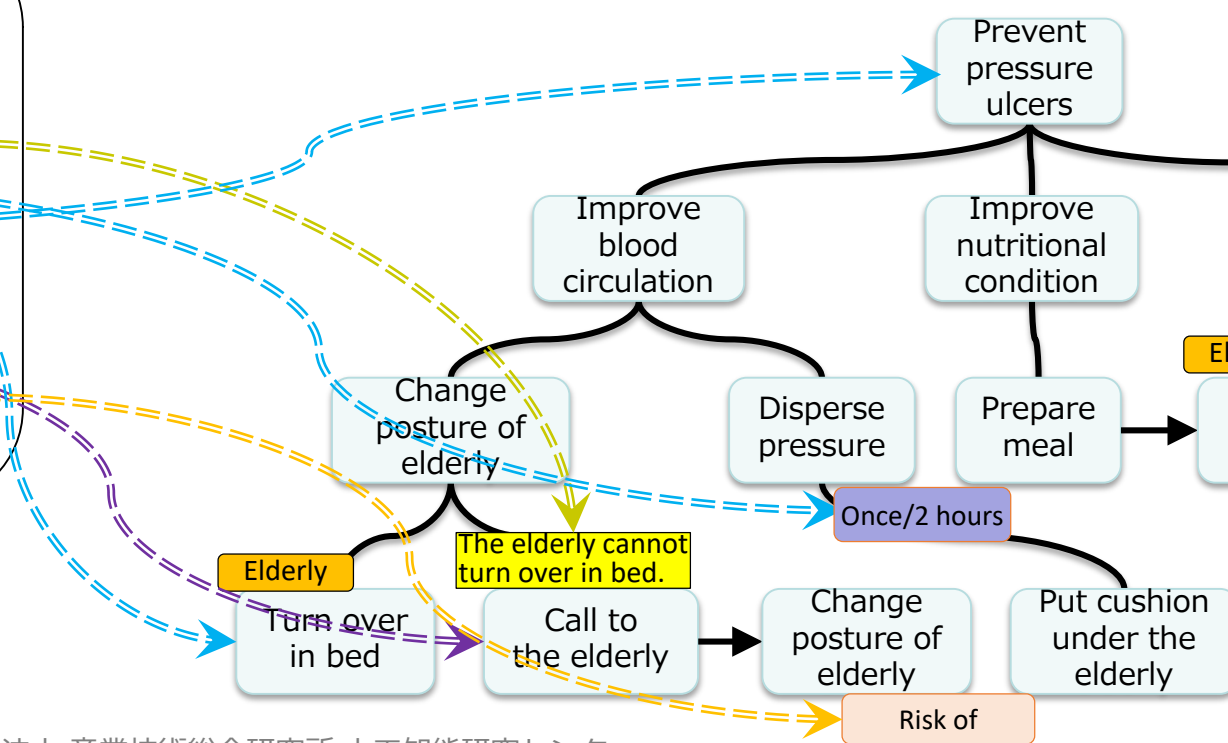 Prevent
pressure
ulcers
Improve
blood
circulation
Improve
nutritional
condition
Change
posture of
elderly
Disperse
pressure
Prepare
meal
Once/2 hours
The elderly cannot
turn over in bed.
Elderly
Turn over
in bed
Call to
the elderly
Change
posture of
elderly
Put cushion
under the
elderly
Risk of